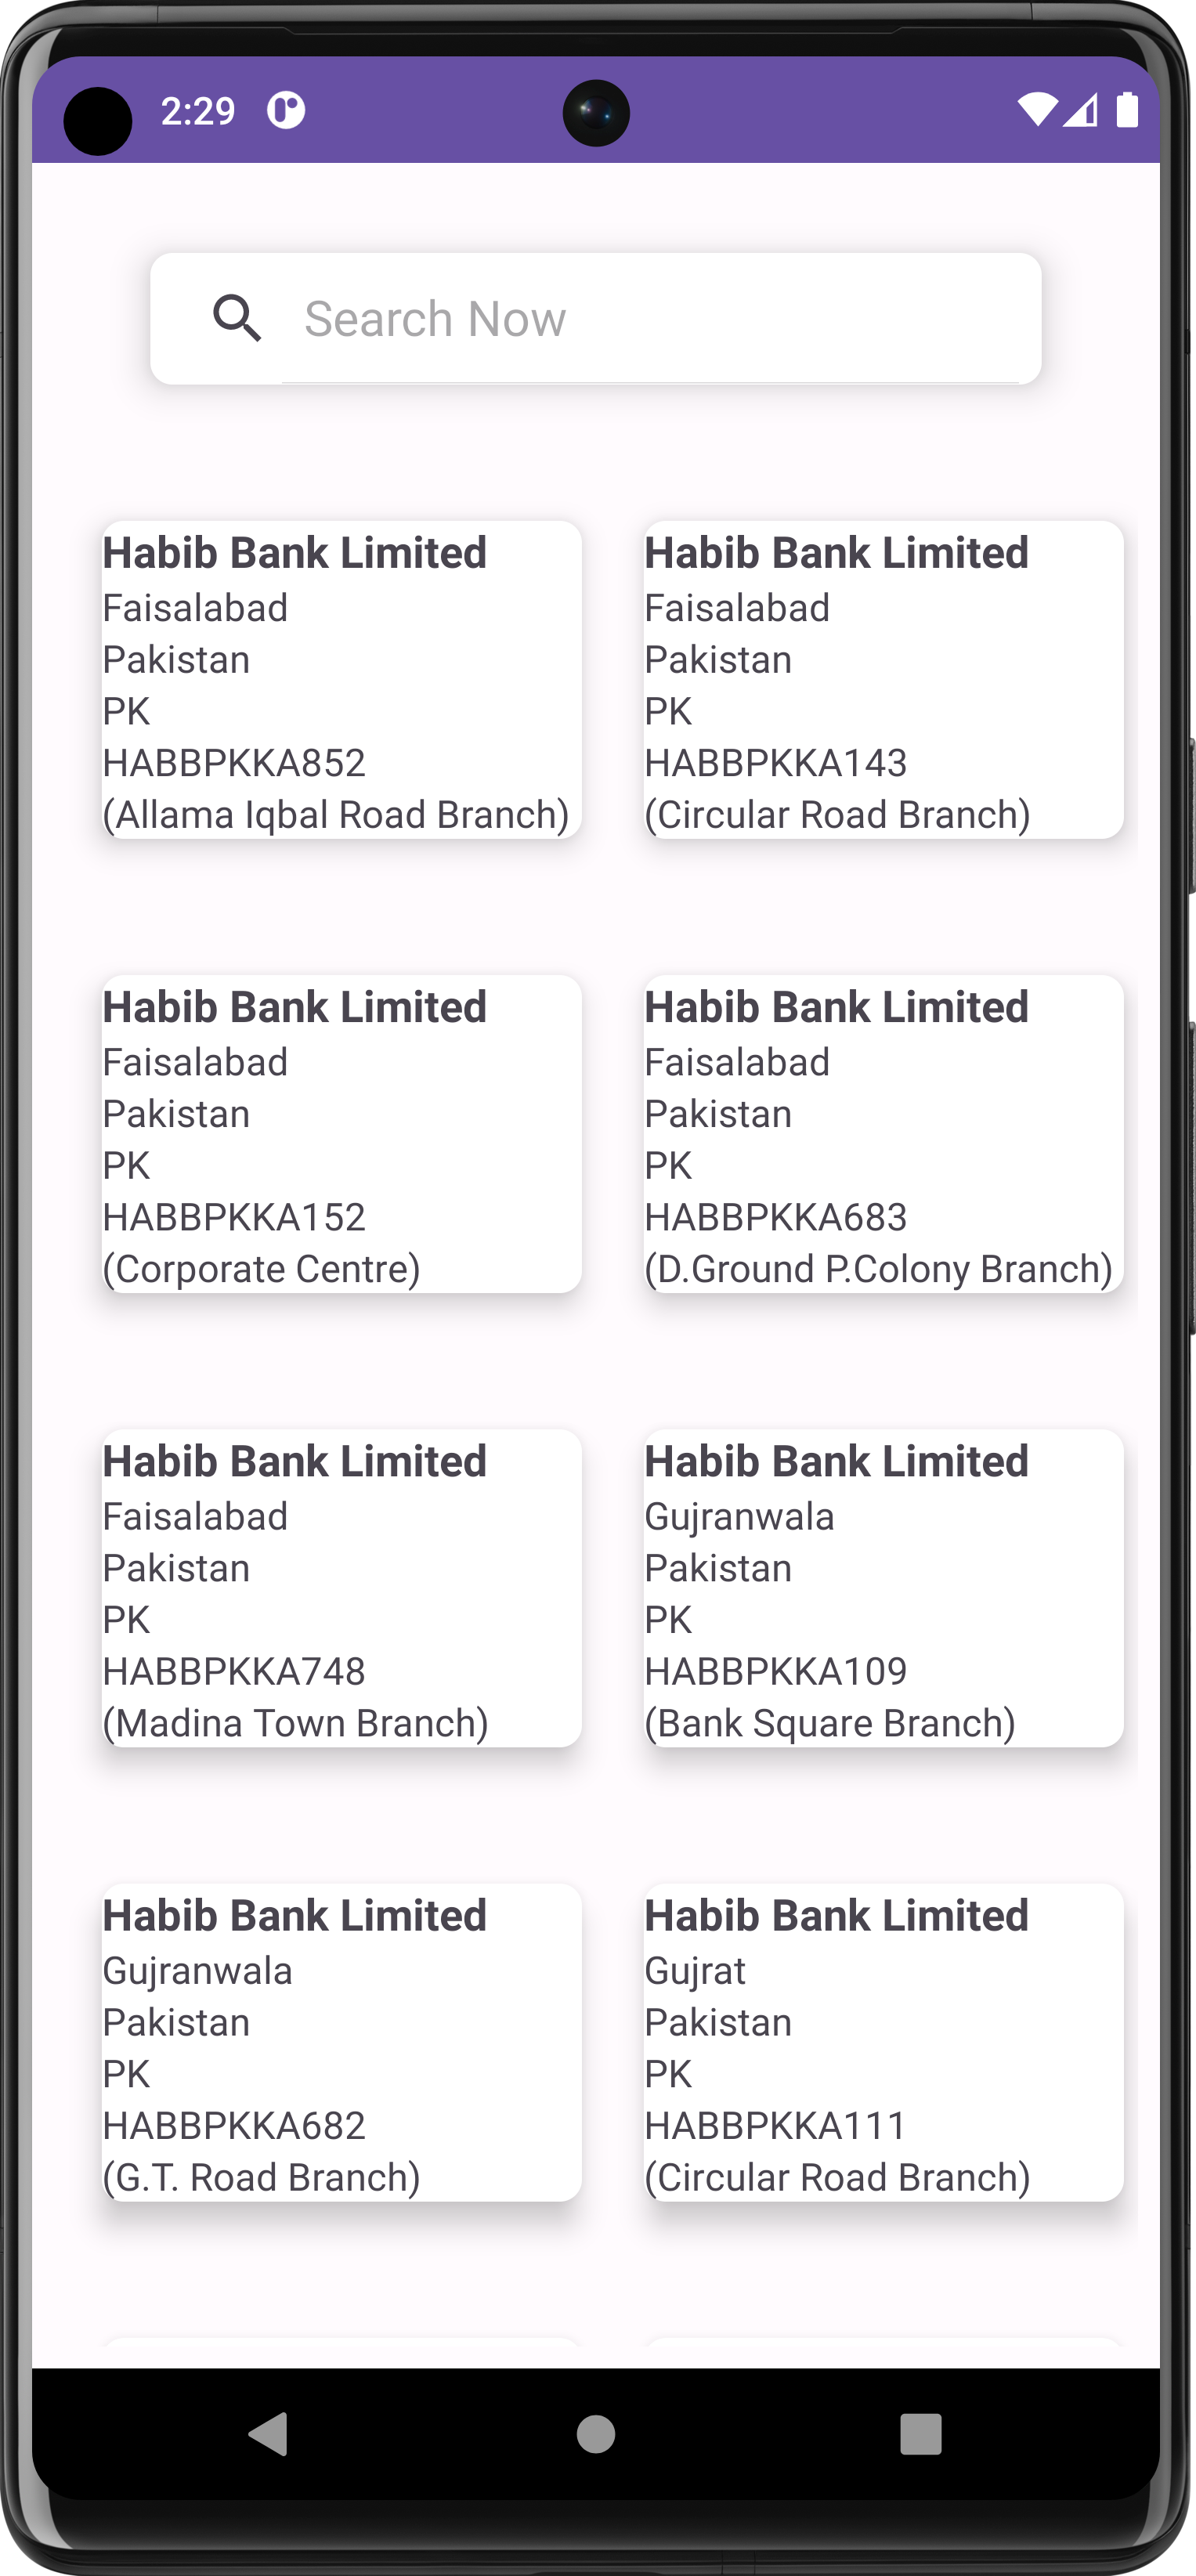 2:29
Search Now
Habib Bank Limited
Faisalabad
Pakistan
PK
HABBPKKA852
(Allama Iqbal Road Branch)
Habib Bank Limited
Faisalabad
Pakistan
PK
HABBPKKA143
(Circular Road Branch)
Habib Bank Limited
Faisalabad
Pakistan
PK
HABBPKKA152
(Corporate Centre)
Habib Bank Limited
Faisalabad
Pakistan
PK
HABBPKKA683
(D.Ground P.Colony Branch)
Habib Bank Limited
Faisalabad
Pakistan
PK
HABBPKKA748
(Madina Town Branch)
Habib Bank Limited
Gujranwala
Pakistan
PK
HABBPKKA109
(Bank Square Branch)
Habib Bank Limited
Gujranwala
Pakistan
PK
HABBPKKA682
(G.T. Road Branch)
Habib Bank Limited
Gujrat
Pakistan
PK
HABBPKKA111
(Circular Road Branch)